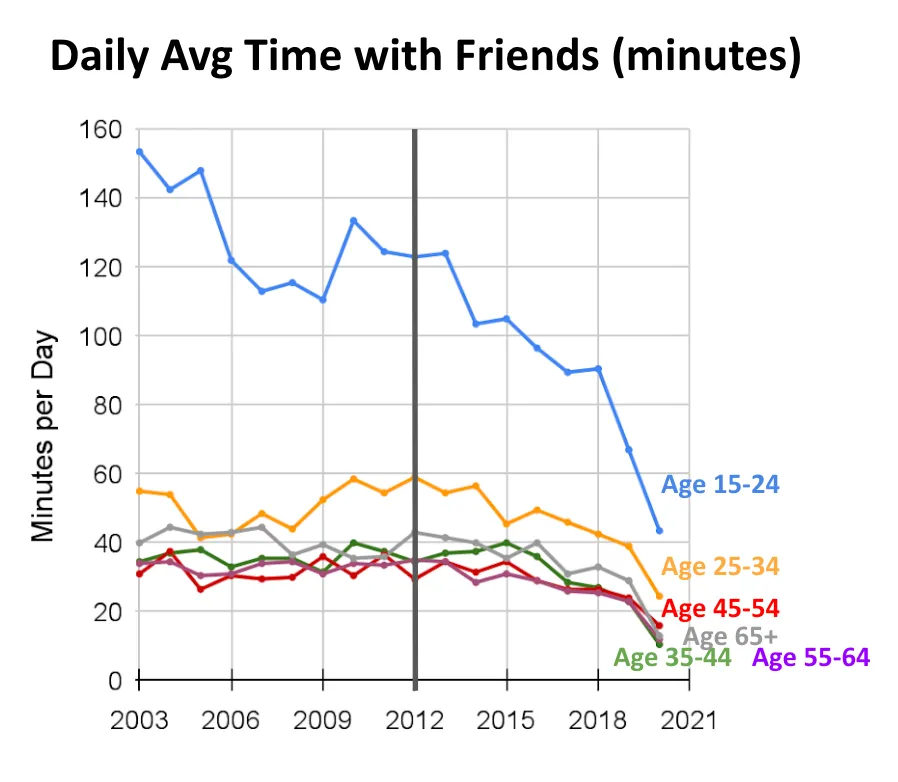 Daily Avg Time with Friends (minutes)
160
140
120
100
80
60
40
20
0
Minutes per Day
Age 15-24
Age 25-34
Age 45-54
Age 65+
Age 35-44 Age 55-64
2003 2006 2009 2012 2015 2018 2021